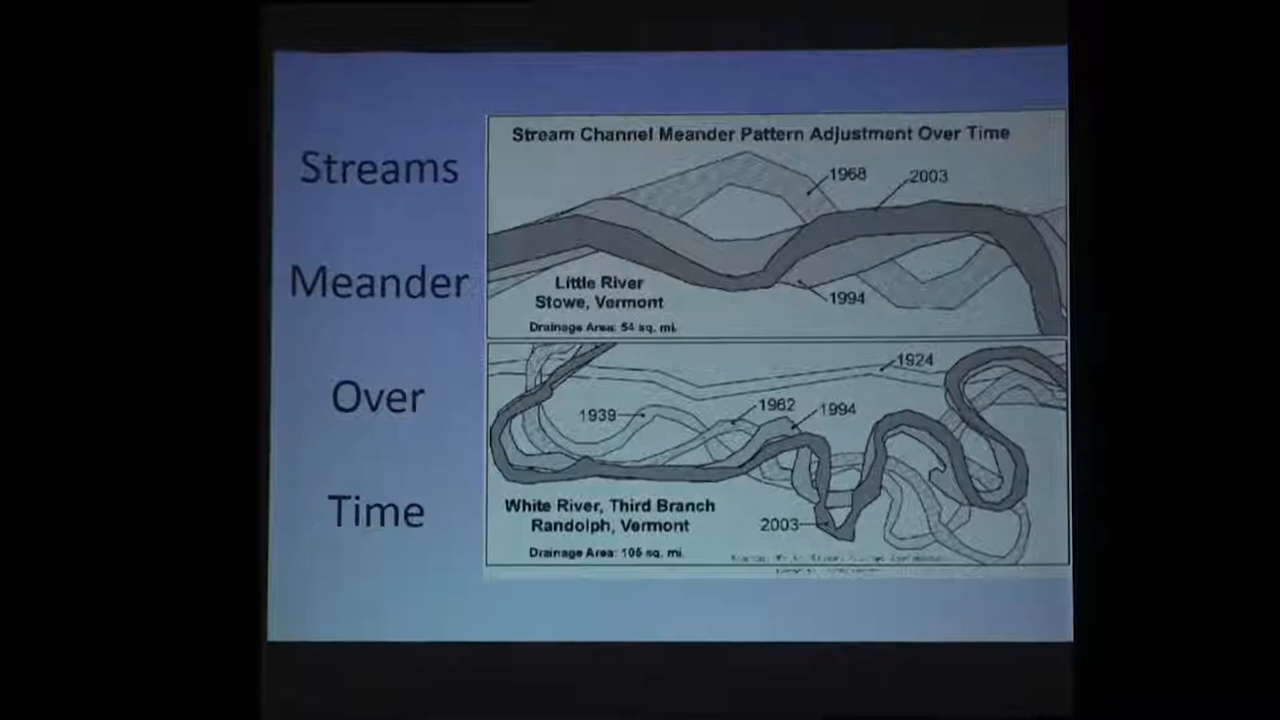 Streams
Meander
Over
Time
Stream Channel Meander Pattern Adjustment Over Time
1968
2003
1994
Little River
Stowe, Vermont
Drainage Area: 54 sq. mi.
1924
1939
1962
1994
White River, Third Branch
Randolph, Vermont
2003
Drainage Area: 106 sq. mi.